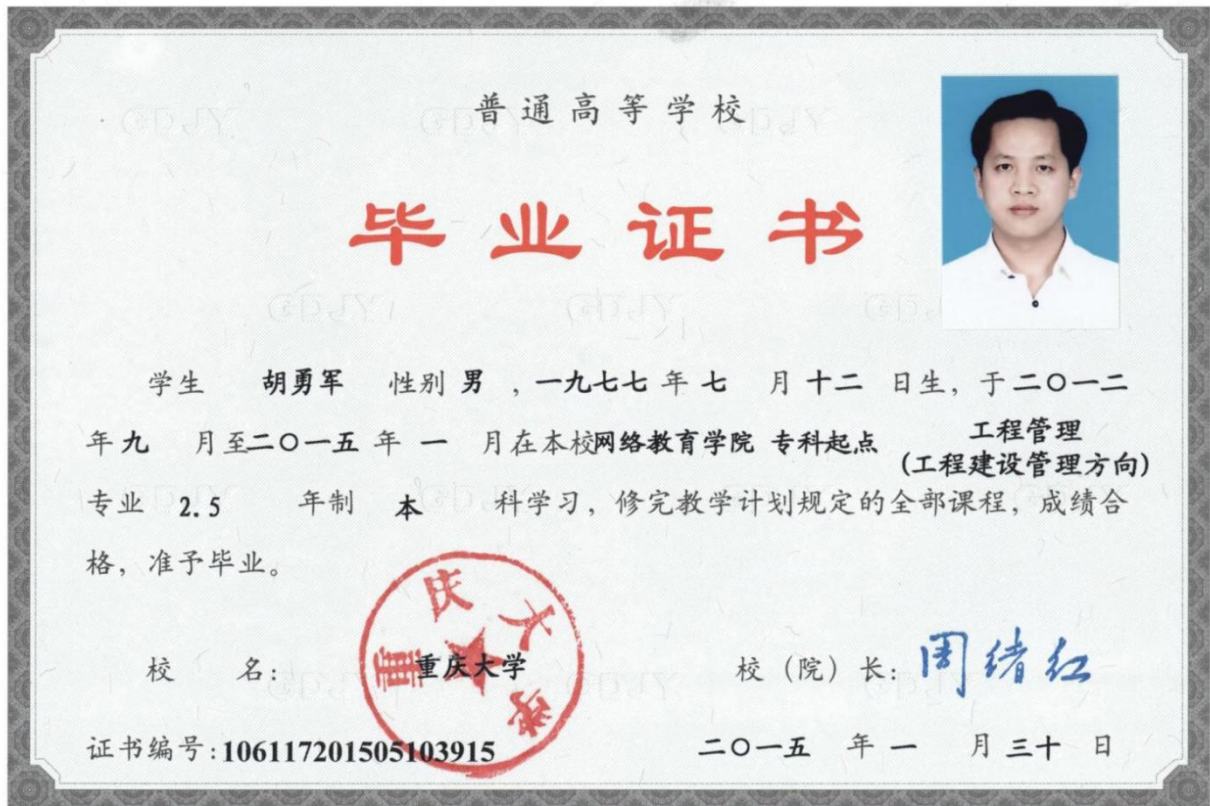 普通高等学校
毕业证书
学生 胡勇军 性别 男 ，一九七七 年 七 月 十二 日生，于 二〇一二
年 九 月至 二〇一五 年 一 月在本校网络教育学院 专科起点 工程管理
(工程建设管理方向)
专业 2.5 年制 本 科学习，修完教学计划规定的全部课程，成绩合
格，准予毕业。
重庆大学
校 名：重庆大学 校（院）长：周绪红
证书编号：106117201505103915 二〇一五 年 一 月 三十 日